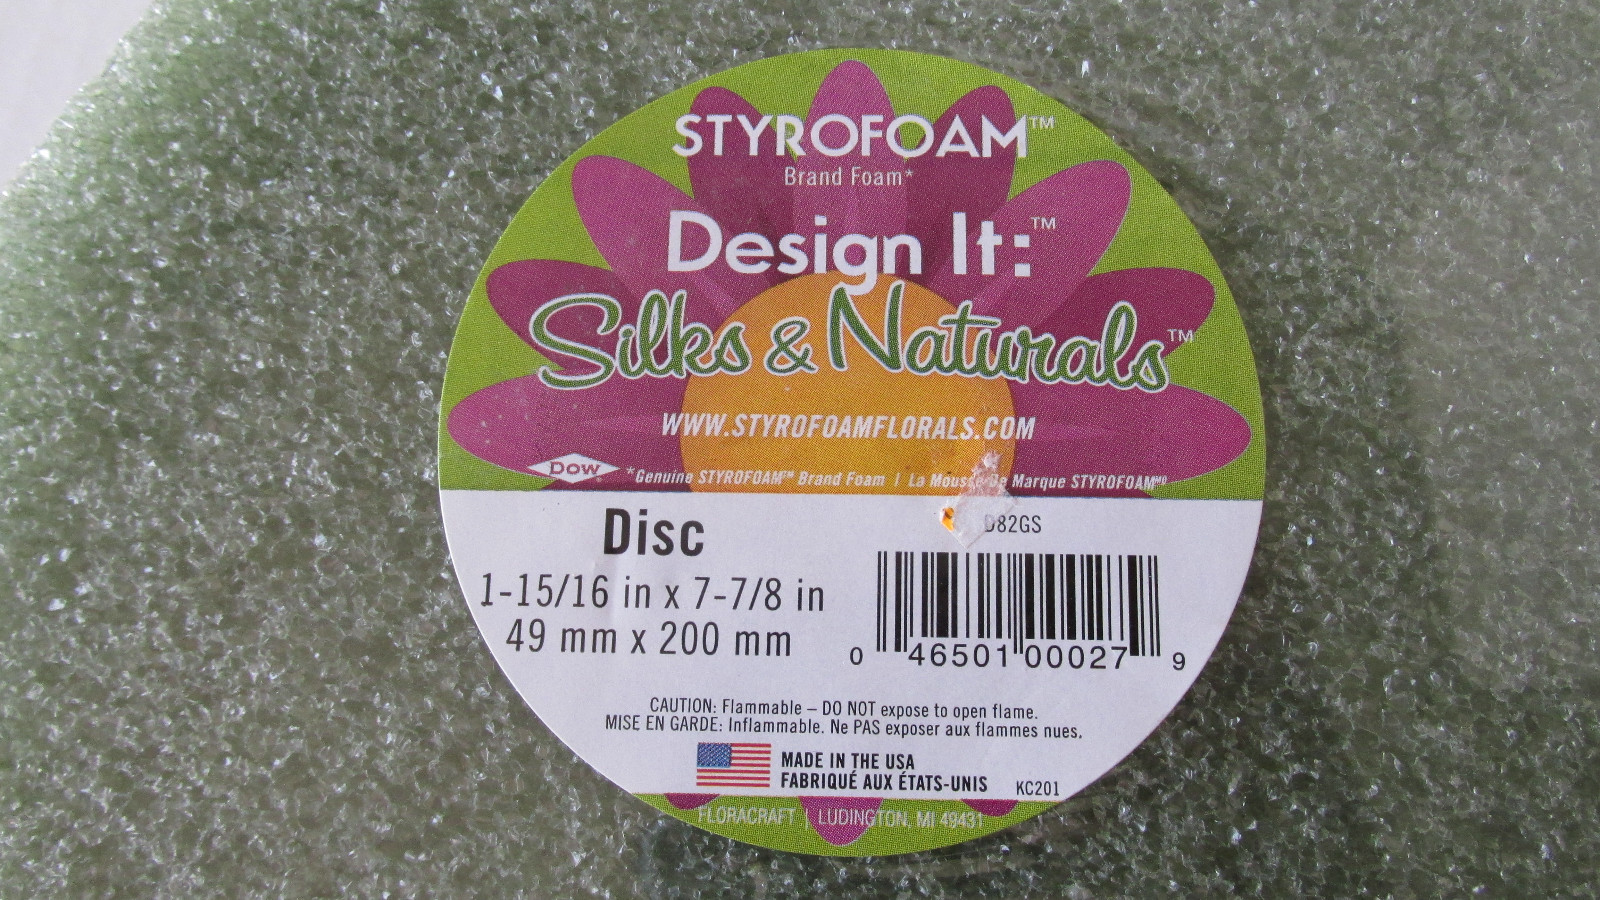 STYROFOAM™
Brand Foam*
Design It:™
Silks & Naturals™
WWW.STYROFOAMFLORALS.COM
DOW *Genuine STYROFOAM™ Brand Foam | La Mousse De Marque STYROFOAMᴹᴰ
Disc
1-15/16 in x 7-7/8 in
49 mm x 200 mm
D82GS
0 46501 00027 9
CAUTION: Flammable – DO NOT expose to open flame.
MISE EN GARDE: Inflammable. Ne PAS exposer aux flammes nues.
MADE IN THE USA
FABRIQUÉ AUX ÉTATS-UNIS KC201
FLORACRAFT | LUDINGTON, MI 49431